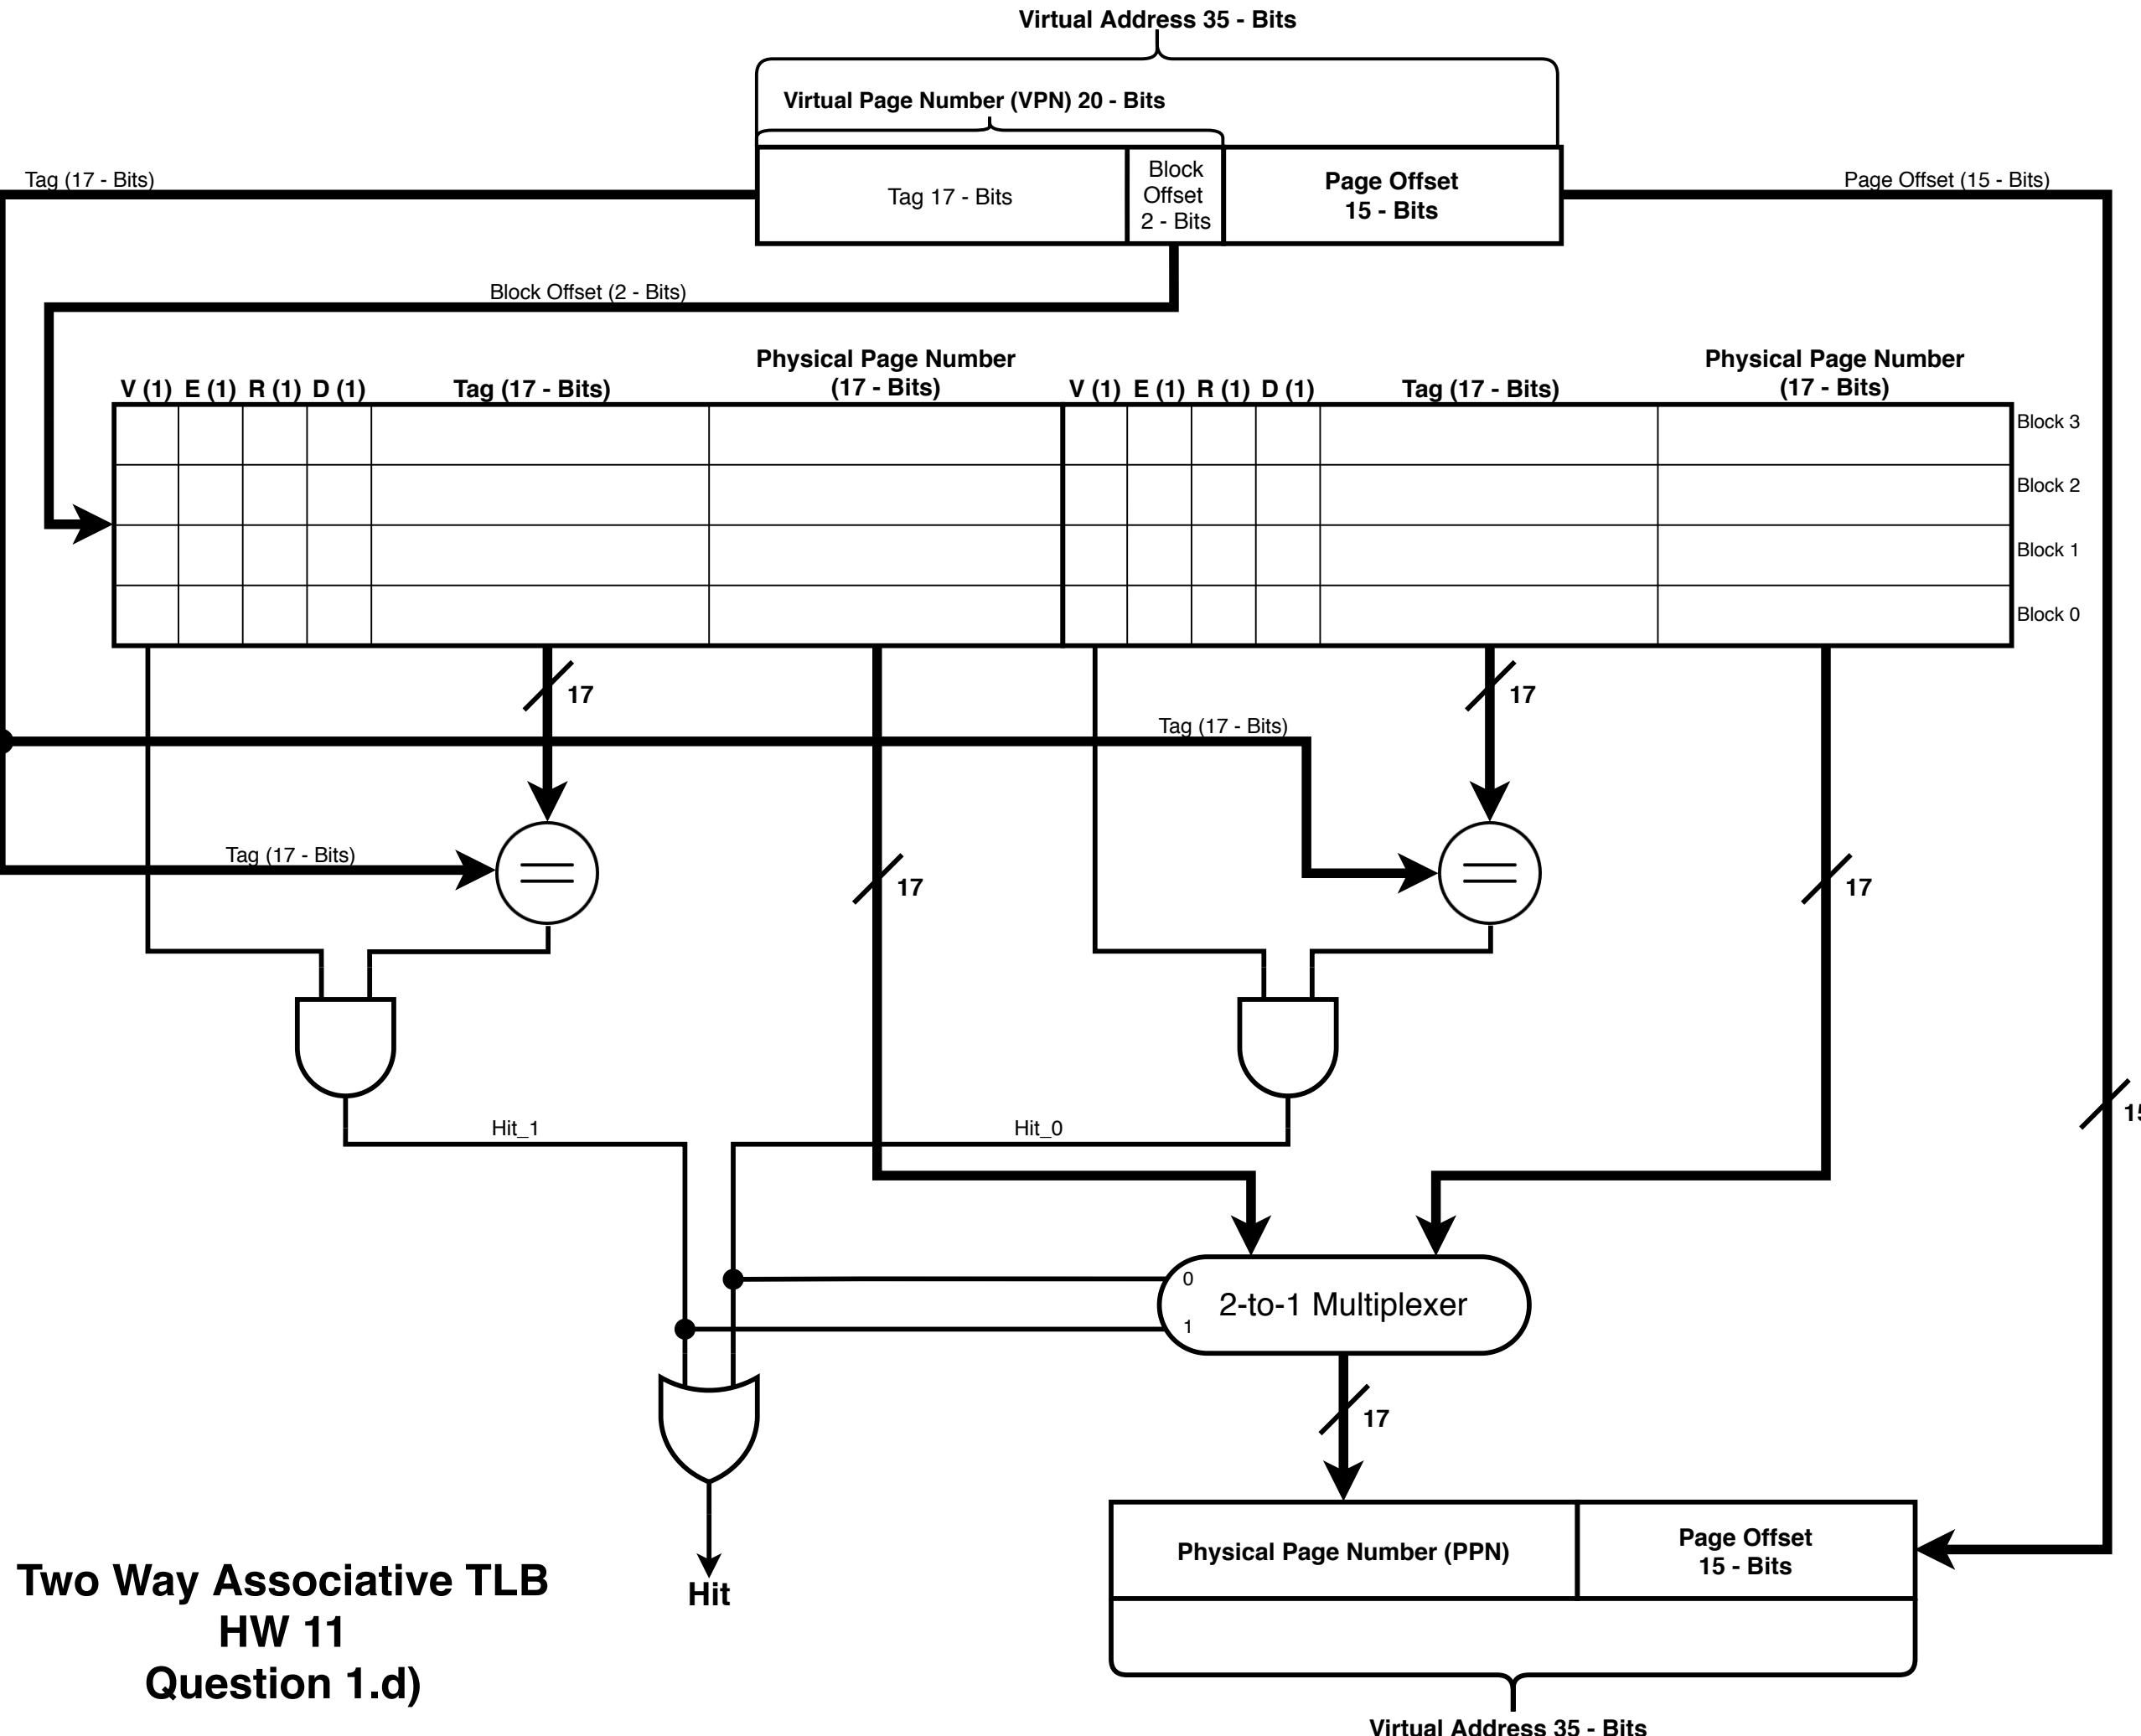 Virtual Address 35 - Bits
Virtual Page Number (VPN) 20 - Bits
Tag (17 - Bits)
Tag 17 - Bits
Block
Offset
2 - Bits
Page Offset
15 - Bits
Page Offset (15 - Bits)
Block Offset (2 - Bits)
V (1) E (1) R (1) D (1)
Tag (17 - Bits)
Physical Page Number
(17 - Bits)
V (1) E (1) R (1) D (1)
Tag (17 - Bits)
Physical Page Number
(17 - Bits)
Block 3
Block 2
Block 1
Block 0
17
17
Tag (17 - Bits)
Tag (17 - Bits)
17
17
Hit_1
Hit_0
15
0
2-to-1 Multiplexer
1
17
Physical Page Number (PPN)
Page Offset
15 - Bits
Hit
Two Way Associative TLB
HW 11
Question 1.d)
Virtual Address 35 - Bits